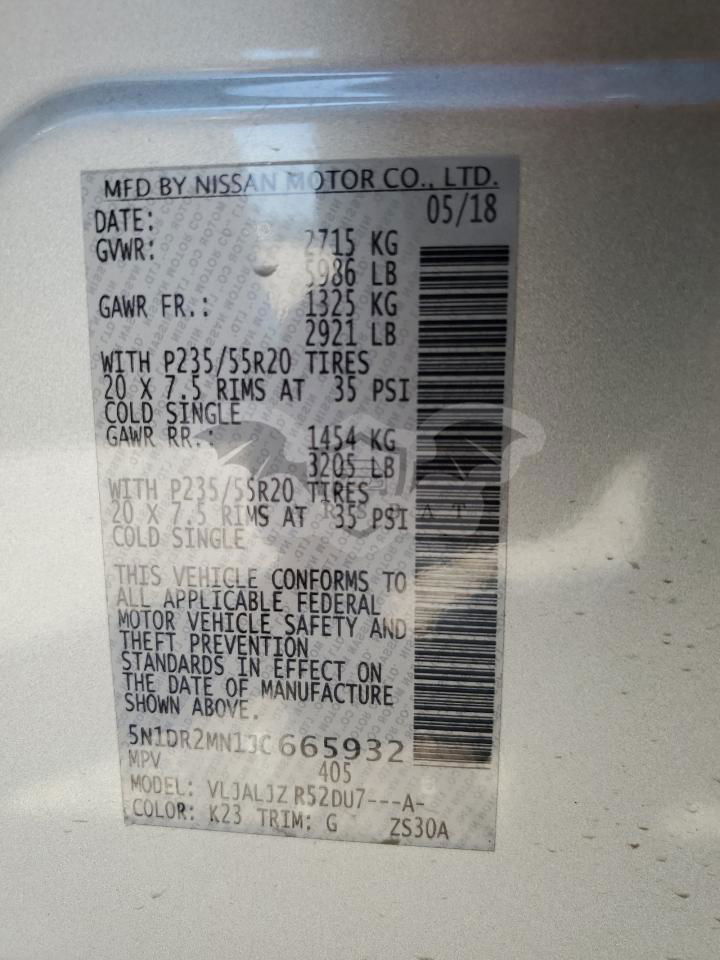 MFD BY NISSAN MOTOR CO., LTD.
DATE: 05/18
GVWR: 2715 KG
5986 LB
GAWR FR.: 1325 KG
2921 LB
WITH P235/55R20 TIRES
20 X 7.5 RIMS AT 35 PSI
COLD SINGLE
GAWR RR.: 1454 KG
3205 LB
WITH P235/55R20 TIRES
20 X 7.5 RIMS AT 35 PSI
COLD SINGLE
THIS VEHICLE CONFORMS TO
ALL APPLICABLE FEDERAL
MOTOR VEHICLE SAFETY AND
THEFT PREVENTION
STANDARDS IN EFFECT ON
THE DATE OF MANUFACTURE
SHOWN ABOVE.
5N1DR2MN1JC665932
MPV 405
MODEL: VLJALJZ R52DU7---A-
COLOR: K23 TRIM: G ZS30A